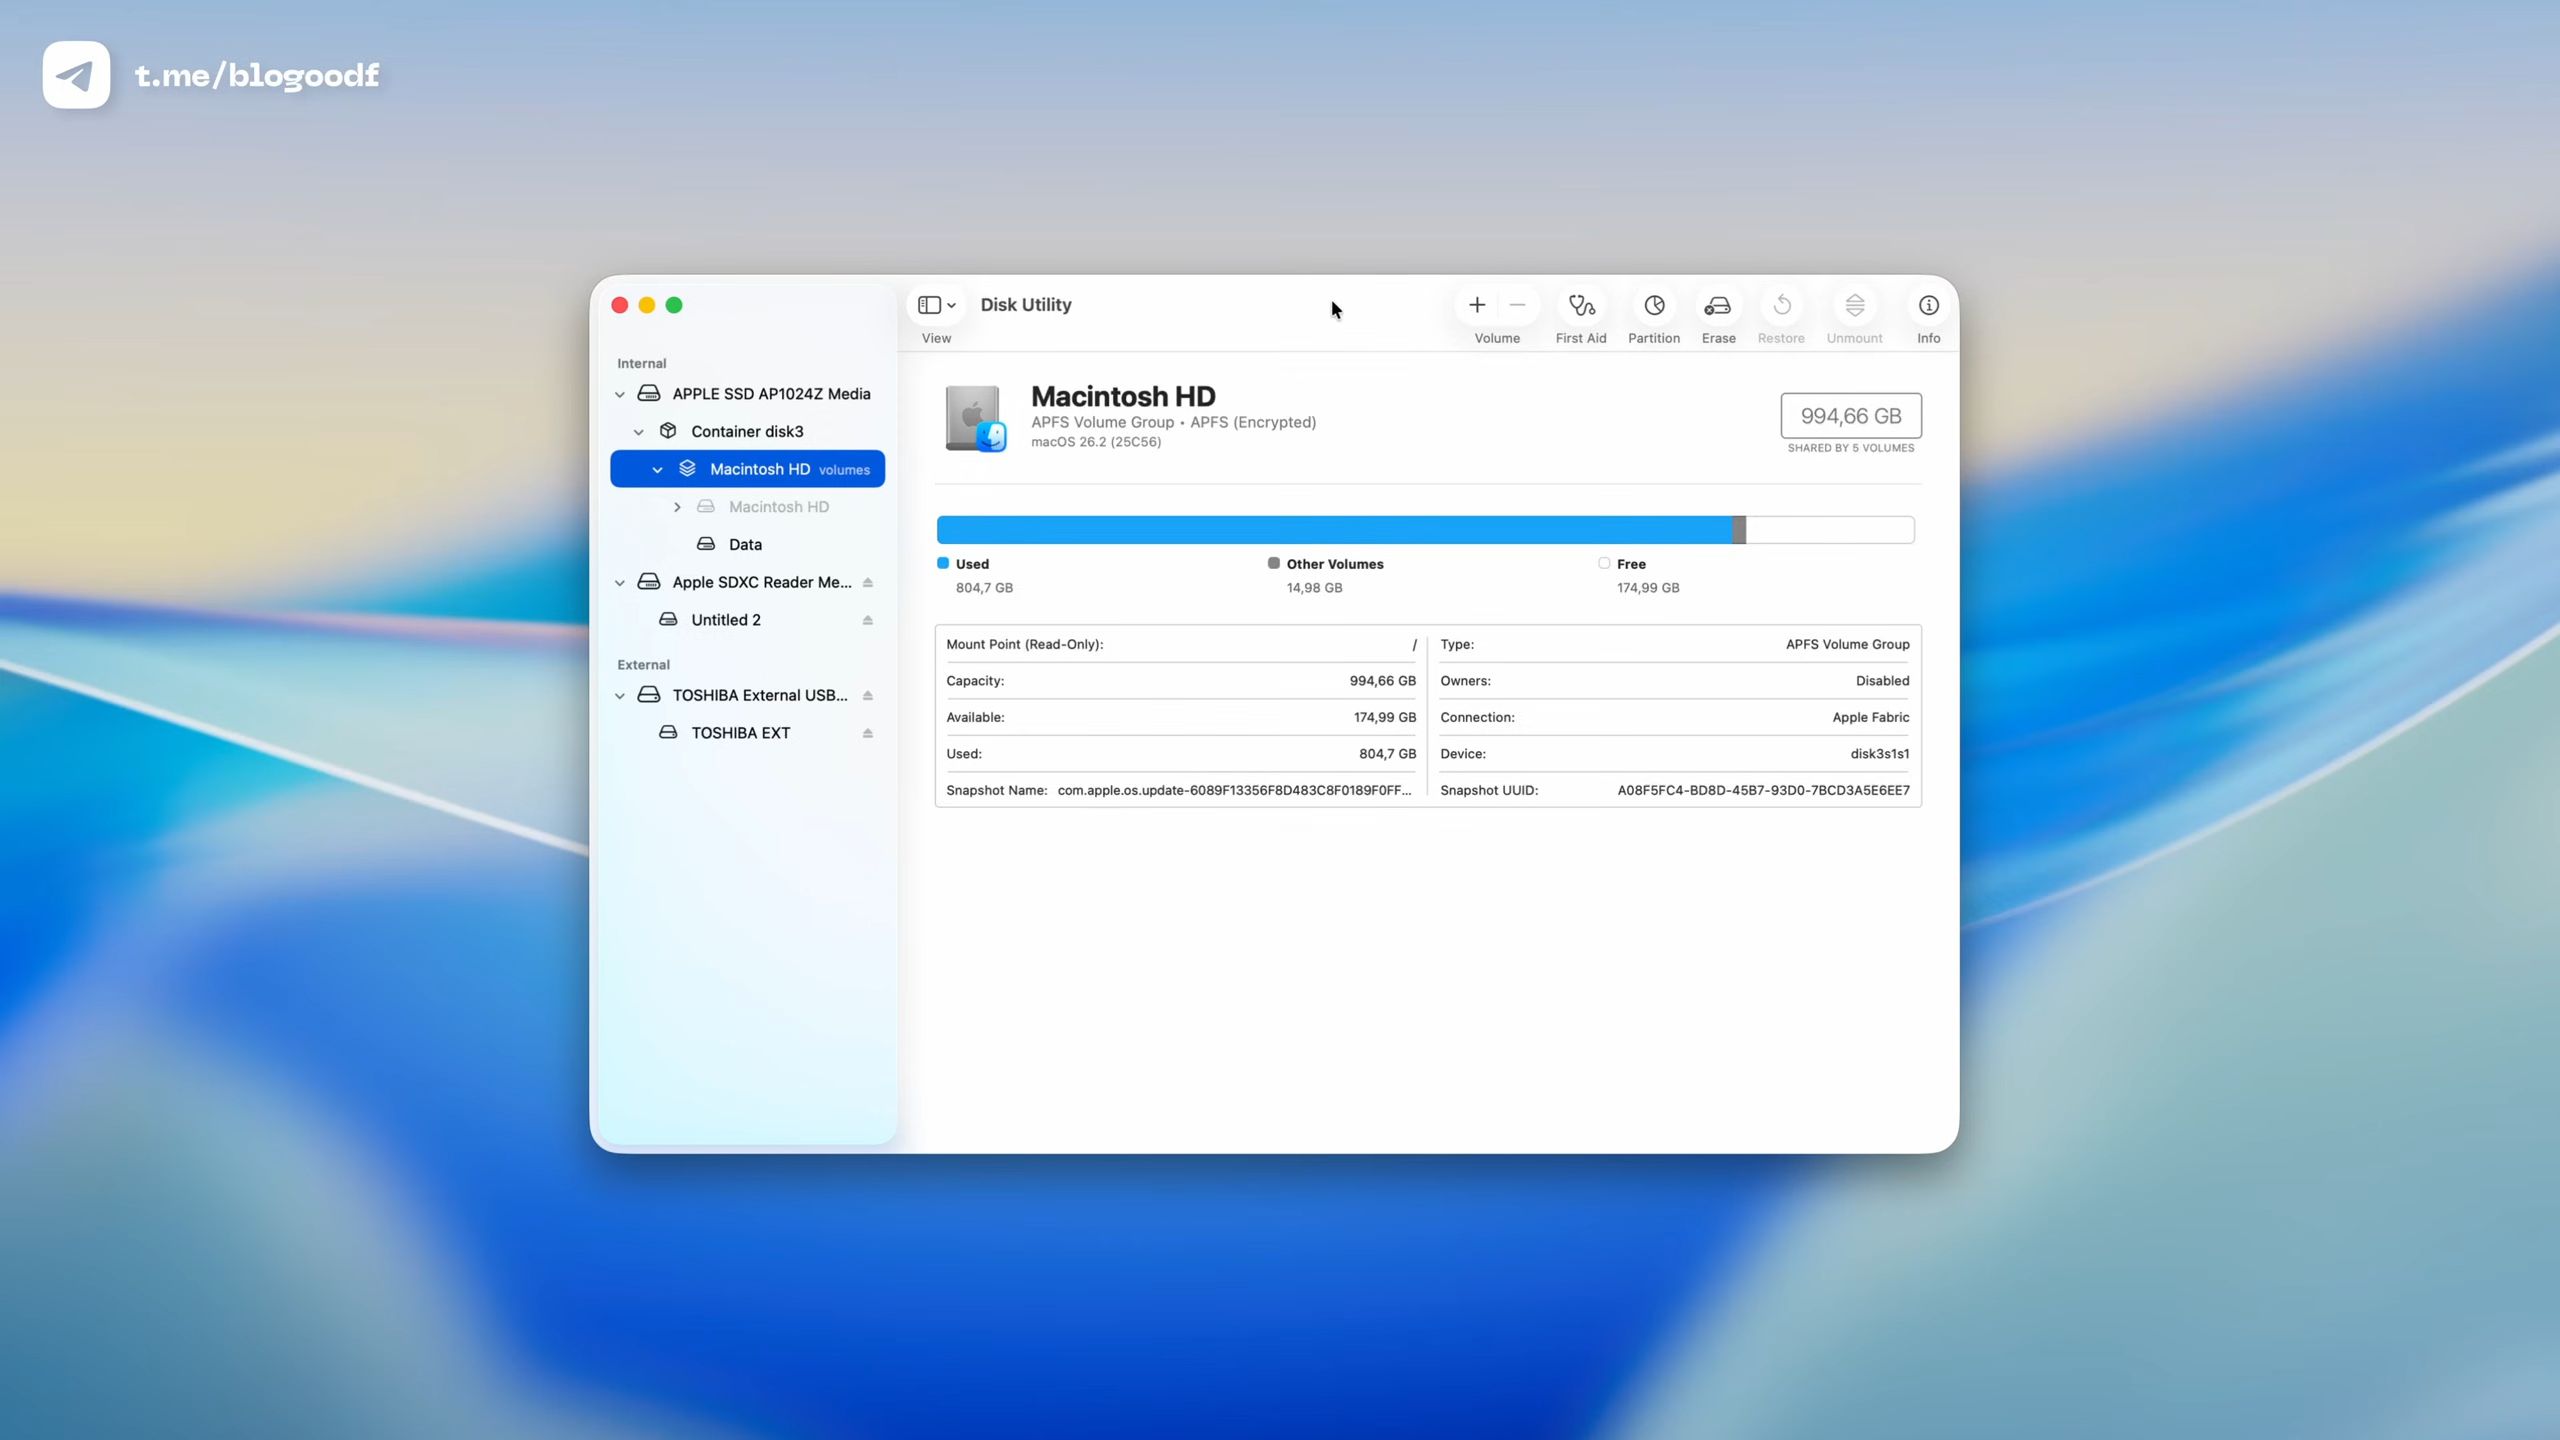 t.me/blogoodf
Disk Utility
View
Volume
First Aid
Partition
Erase
Restore
Unmount
Info
Internal
APPLE SSD AP1024Z Media
Container disk3
Macintosh HD volumes
Macintosh HD
Data
Apple SDXC Reader Me...
Untitled 2
External
TOSHIBA External USB...
TOSHIBA EXT
Macintosh HD
APFS Volume Group • APFS (Encrypted)
macOS 26.2 (25C56)
994,66 GB
SHARED BY 5 VOLUMES
Used
804,7 GB
Other Volumes
14,98 GB
Free
174,99 GB
Mount Point (Read-Only): /
Capacity: 994,66 GB
Available: 174,99 GB
Used: 804,7 GB
Snapshot Name: com.apple.os.update-6089F13356F8D483C8F0189F0FF...
Type: APFS Volume Group
Owners: Disabled
Connection: Apple Fabric
Device: disk3s1s1
Snapshot UUID: A08F5FC4-BD8D-45B7-93D0-7BCD3A5E6EE7